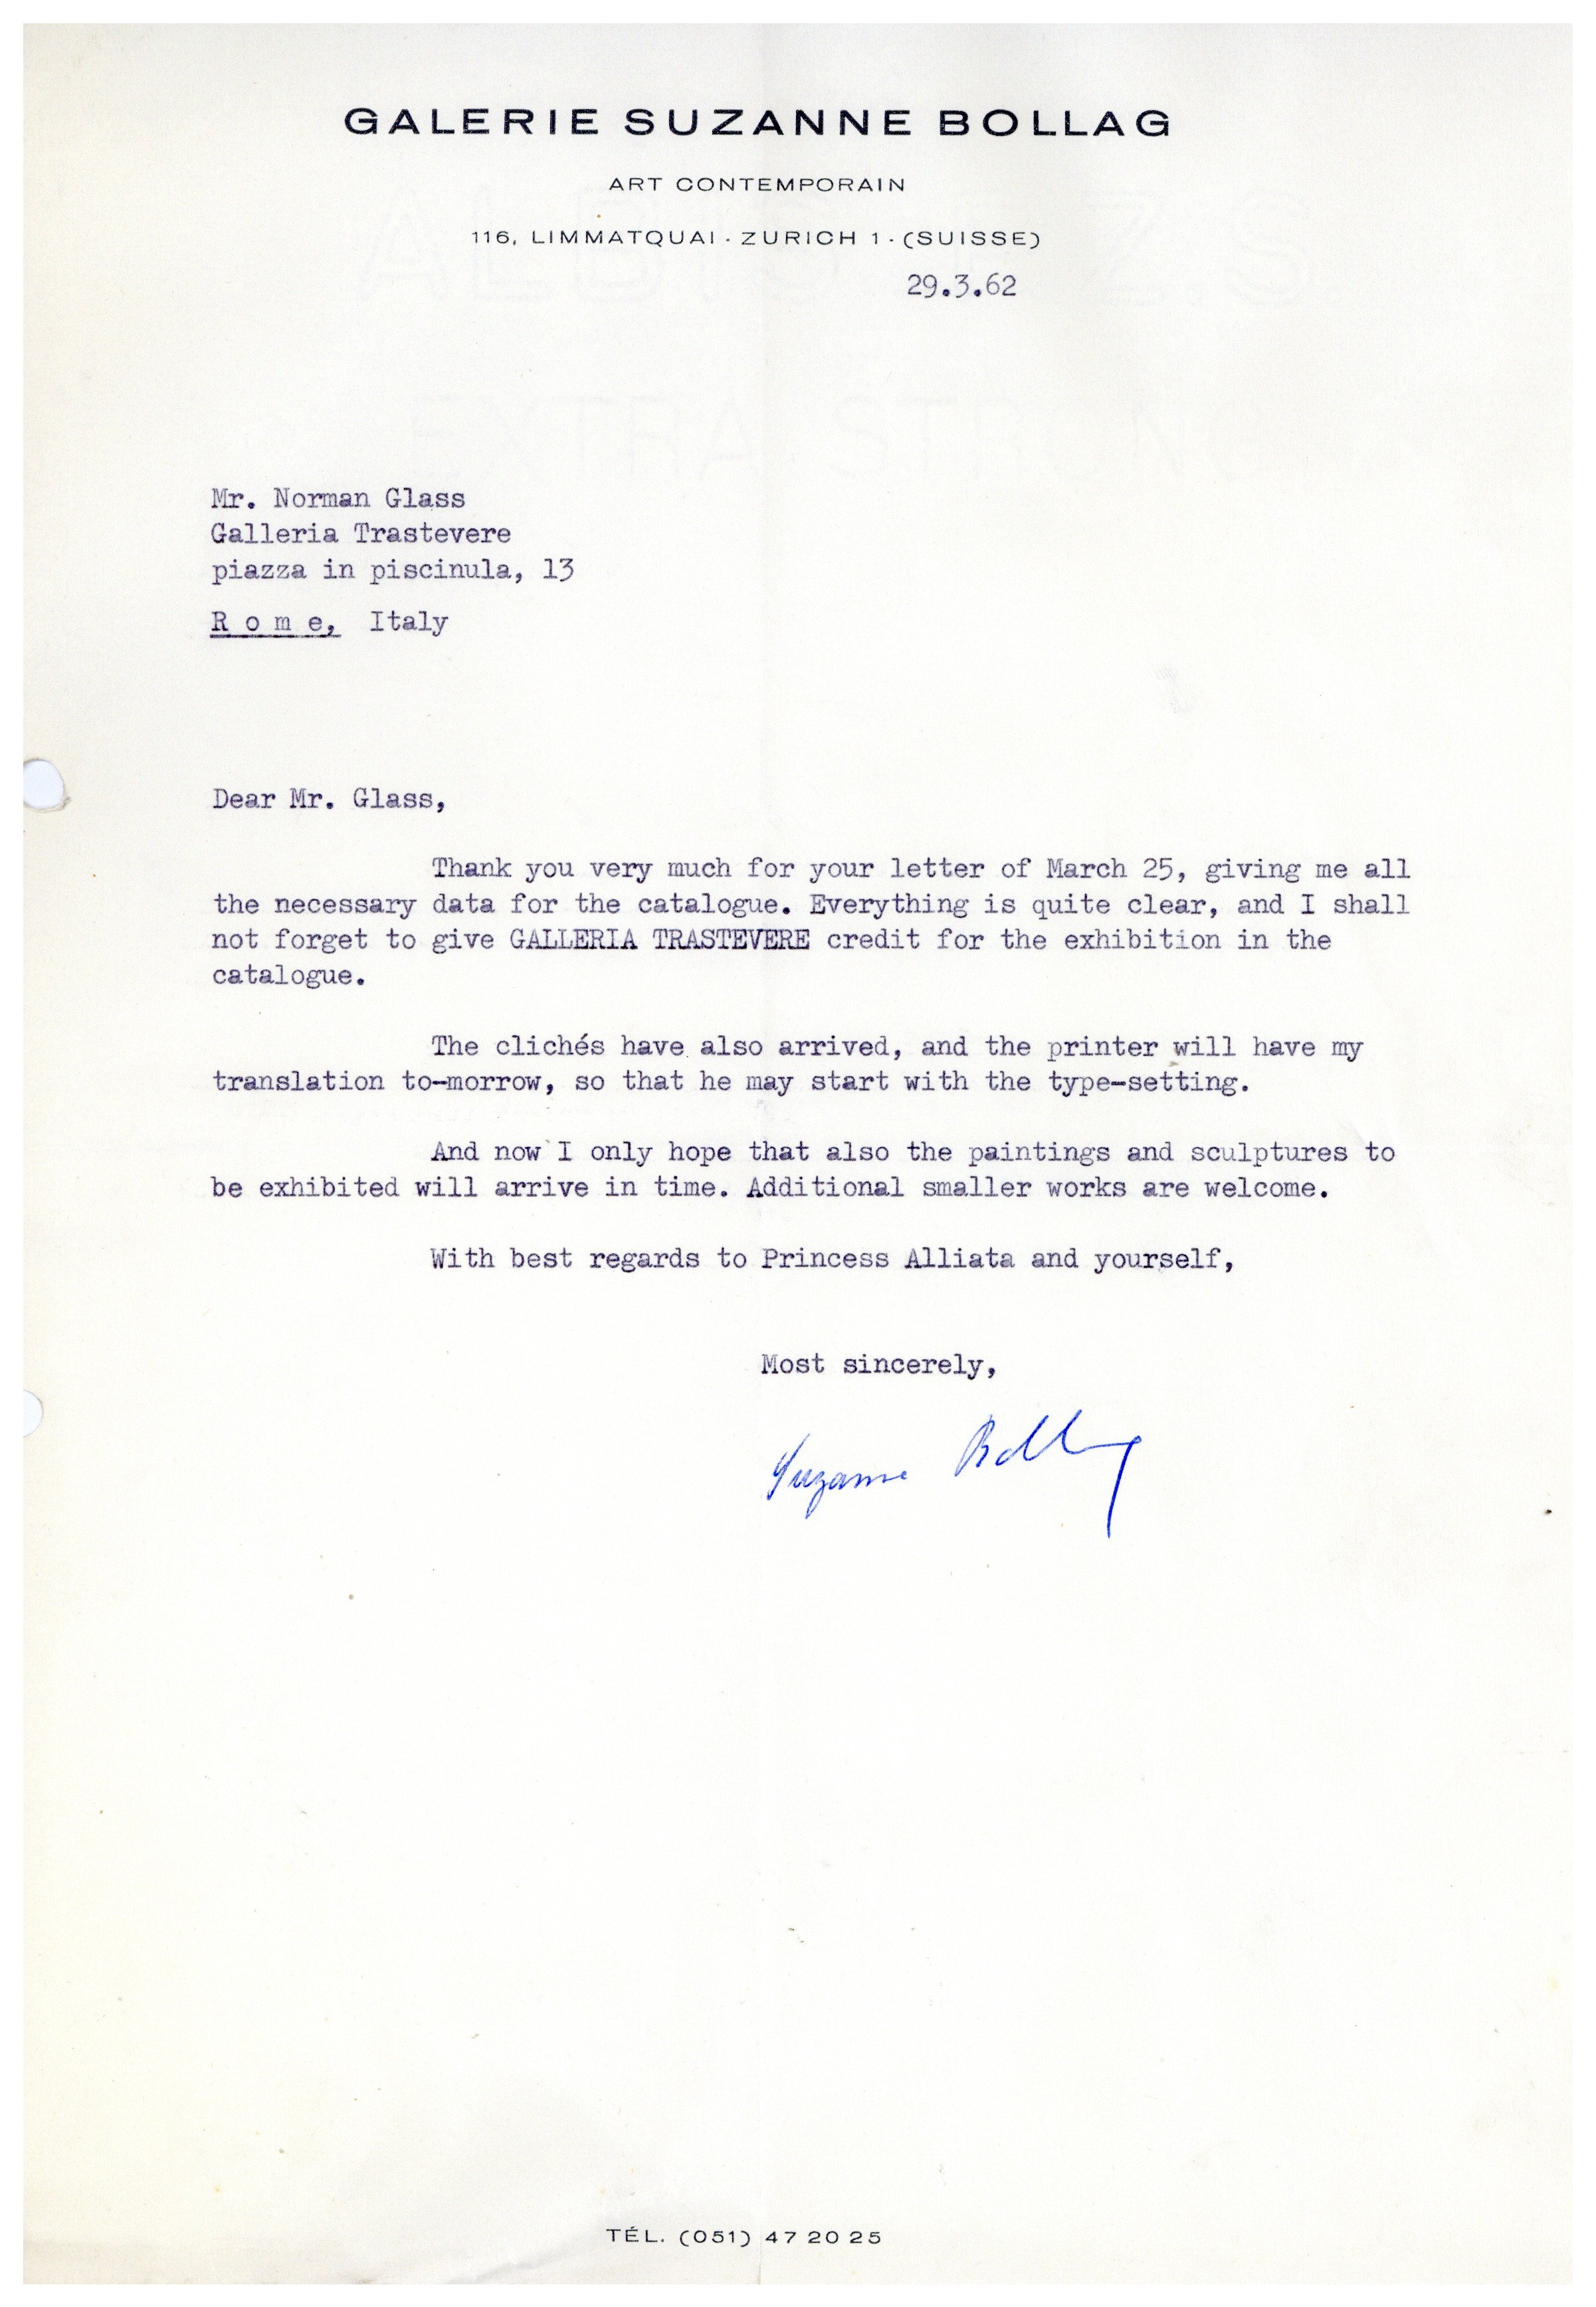 GALERIE SUZANNE BOLLAG
ART CONTEMPORAIN
116, LIMMATQUAI · ZURICH 1 · (SUISSE)
29.3.62
Mr. Norman Glass
Galleria Trastevere
piazza in piscinula, 13
R o m e, Italy
Dear Mr. Glass,
Thank you very much for your letter of March 25, giving me all
the necessary data for the catalogue. Everything is quite clear, and I shall
not forget to give GALLERIA TRASTEVERE credit for the exhibition in the
catalogue.
The clichés have also arrived, and the printer will have my
translation to-morrow, so that he may start with the type-setting.
And now I only hope that also the paintings and sculptures to
be exhibited will arrive in time. Additional smaller works are welcome.
With best regards to Princess Alliata and yourself,
Most sincerely,
Suzanne Bollag
TÉL. (051) 47 20 25